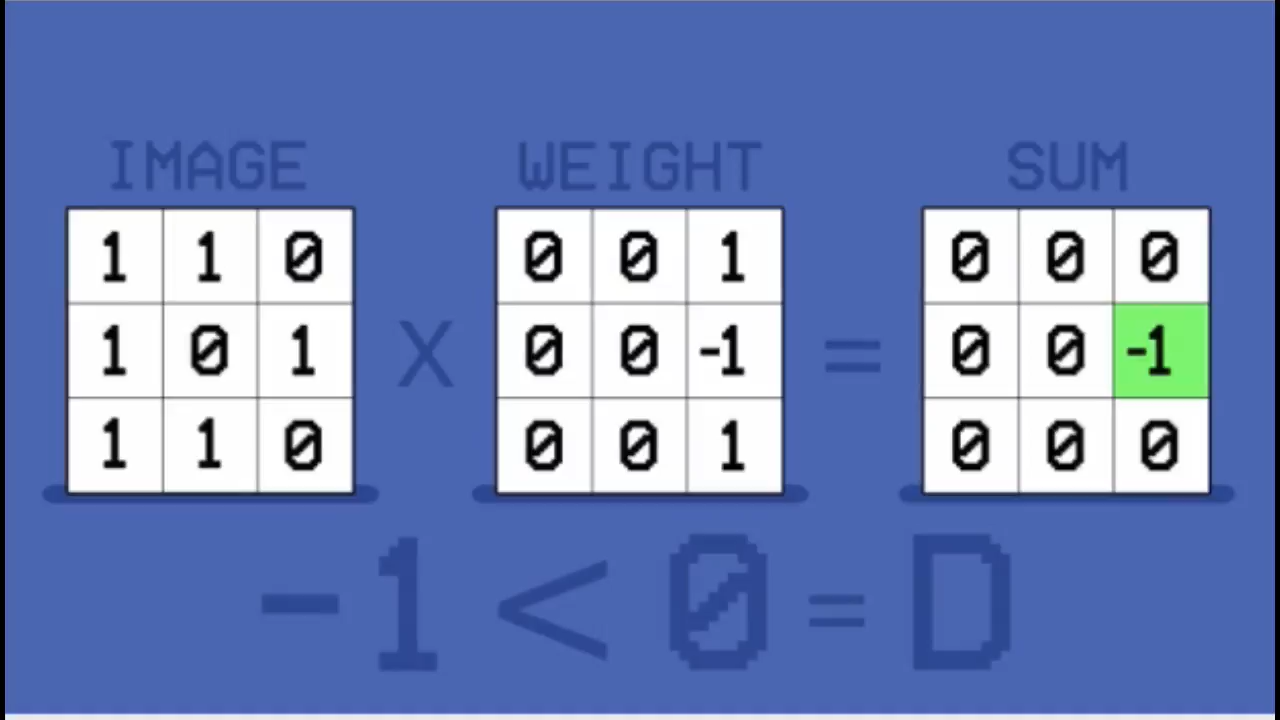 IMAGE WEIGHT SUM
1 1 0 0 0 1 0 0 0
1 0 1 X 0 0 -1 = 0 0 -1
1 1 0 0 0 1 0 0 0
-1 < 0 = D